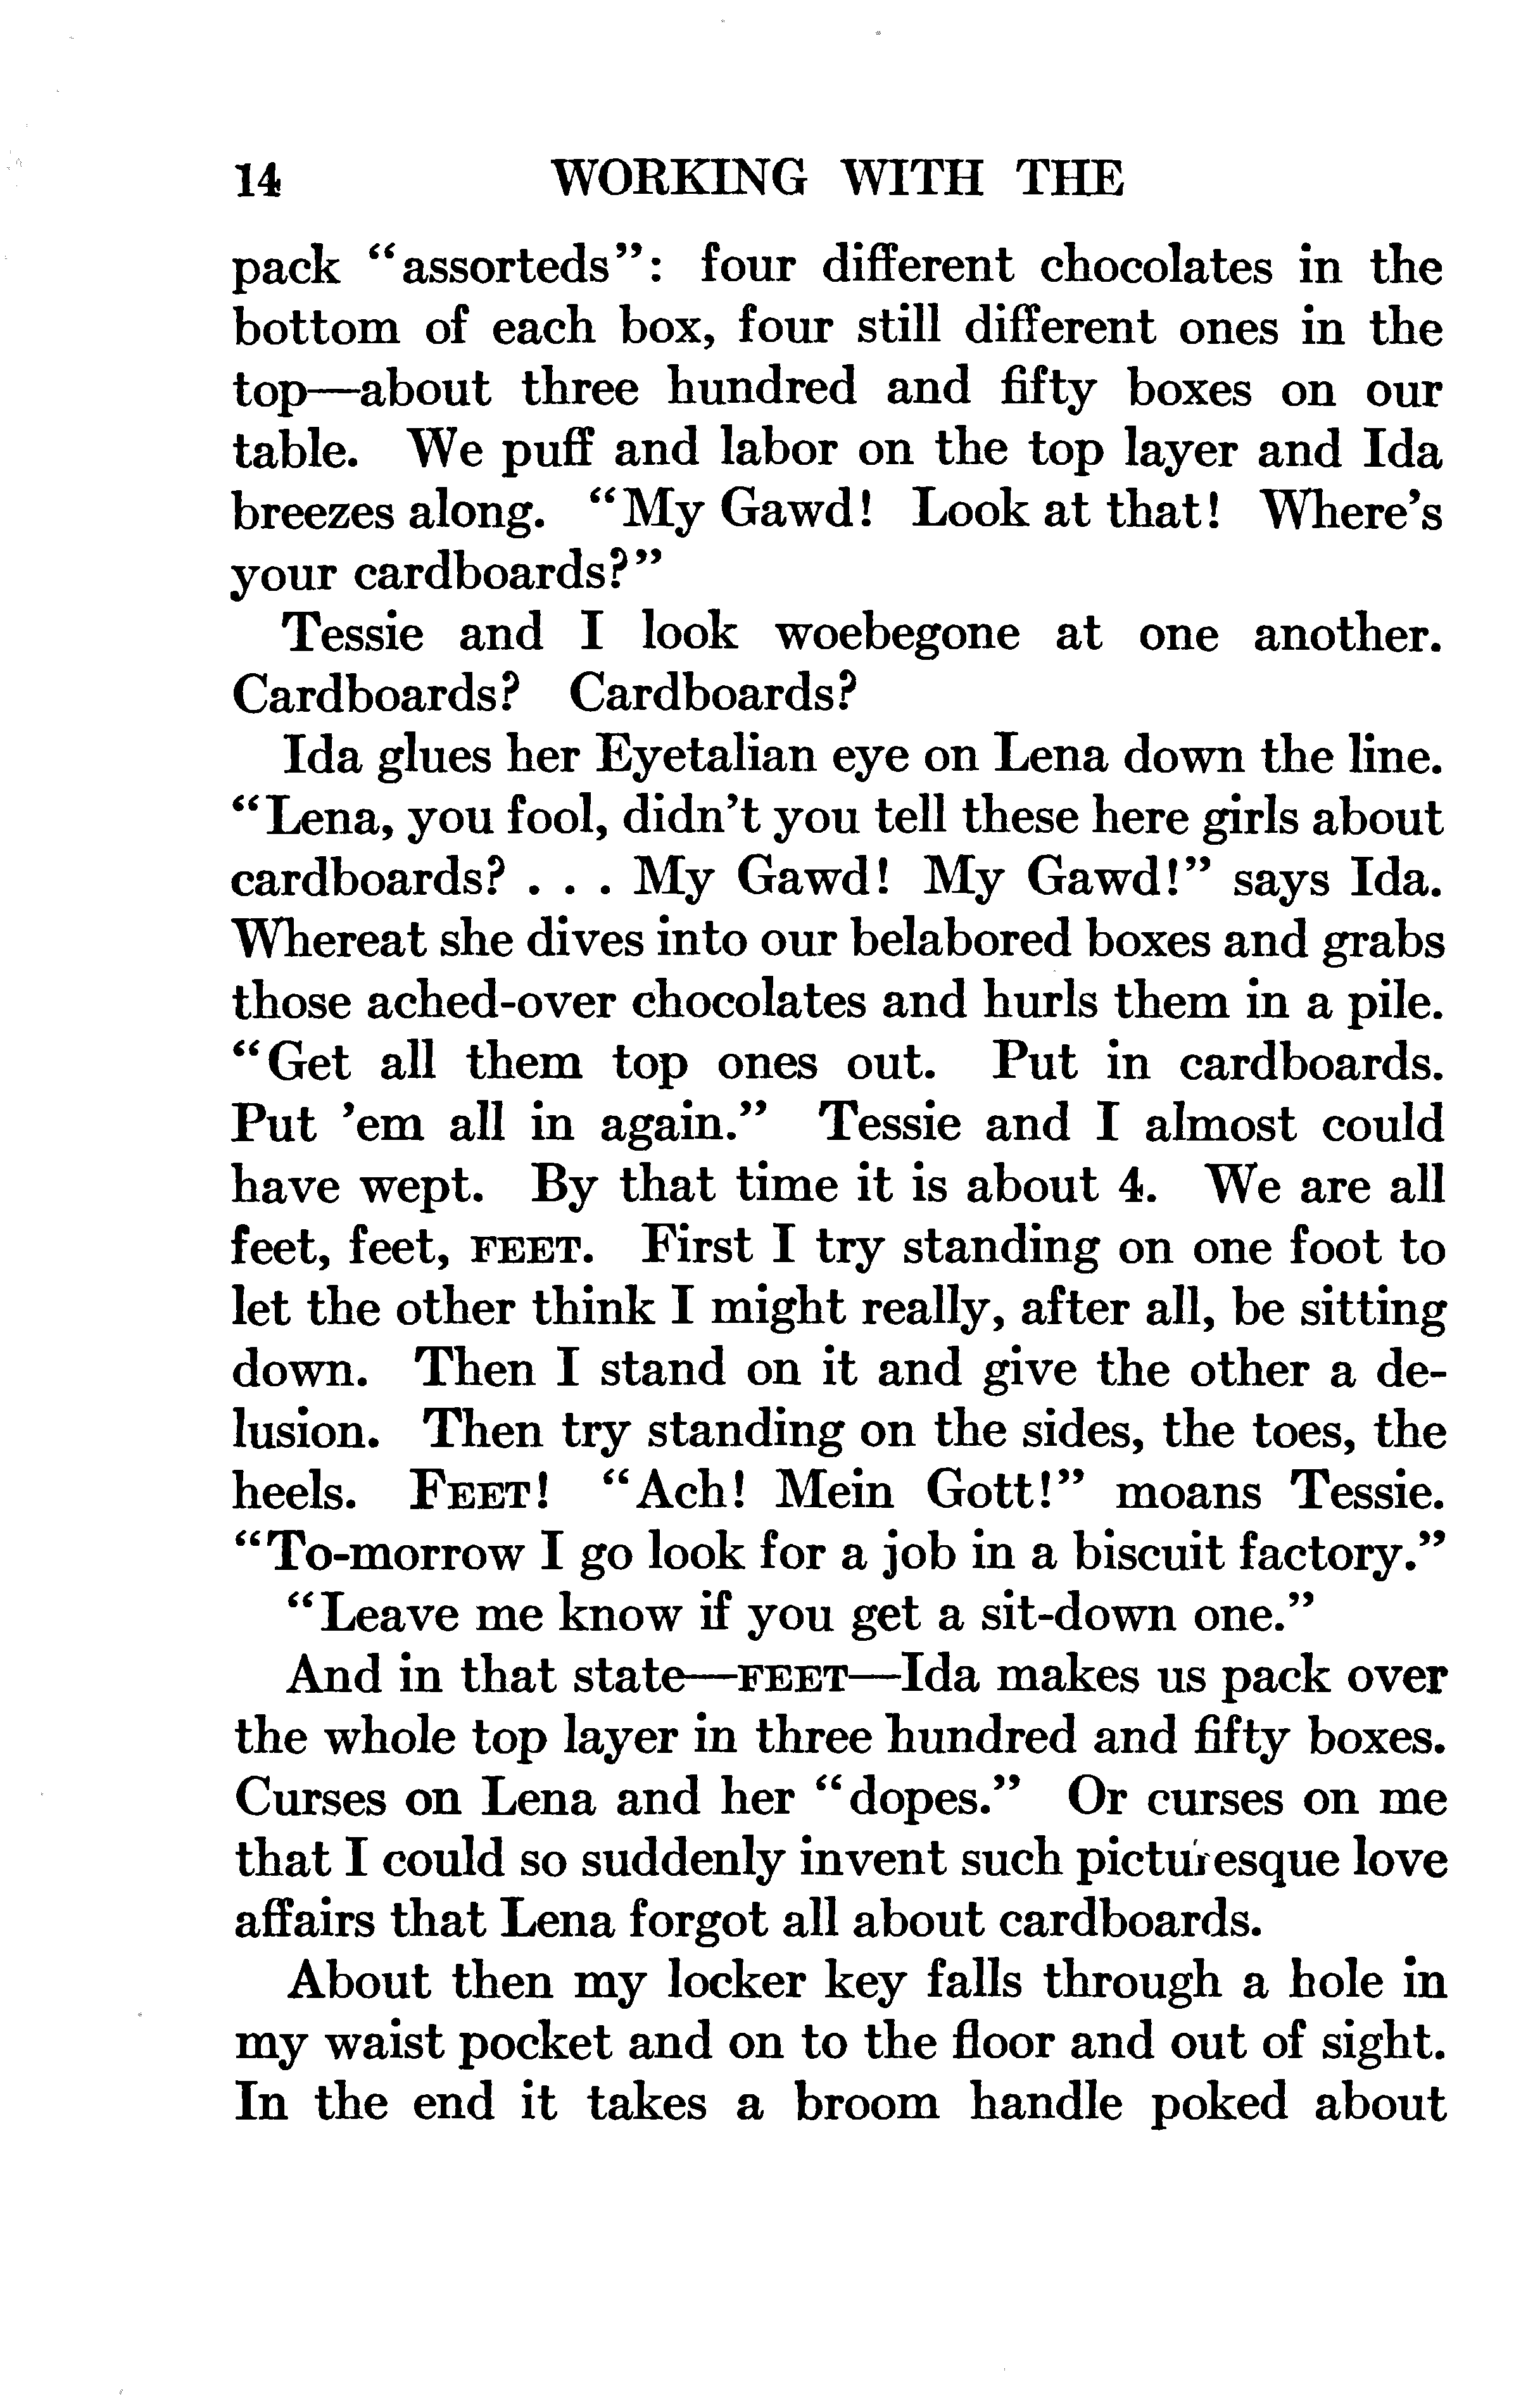 14 WORKING WITH THE
pack “assorteds”: four different chocolates in the
bottom of each box, four still different ones in the
top—about three hundred and fifty boxes on our
table. We puff and labor on the top layer and Ida
breezes along. “My Gawd! Look at that! Where’s
your cardboards?”
Tessie and I look woebegone at one another.
Cardboards? Cardboards?
Ida glues her Eyetalian eye on Lena down the line.
“Lena, you fool, didn’t you tell these here girls about
cardboards? . . . My Gawd! My Gawd!” says Ida.
Whereat she dives into our belabored boxes and grabs
those ached-over chocolates and hurls them in a pile.
“Get all them top ones out. Put in cardboards.
Put ’em all in again.” Tessie and I almost could
have wept. By that time it is about 4. We are all
feet, feet, FEET. First I try standing on one foot to
let the other think I might really, after all, be sitting
down. Then I stand on it and give the other a de-
lusion. Then try standing on the sides, the toes, the
heels. FEET! “Ach! Mein Gott!” moans Tessie.
“To-morrow I go look for a job in a biscuit factory.”
“Leave me know if you get a sit-down one.”
And in that state—FEET—Ida makes us pack over
the whole top layer in three hundred and fifty boxes.
Curses on Lena and her “dopes.” Or curses on me
that I could so suddenly invent such picturesque love
affairs that Lena forgot all about cardboards.
About then my locker key falls through a hole in
my waist pocket and on to the floor and out of sight.
In the end it takes a broom handle poked about